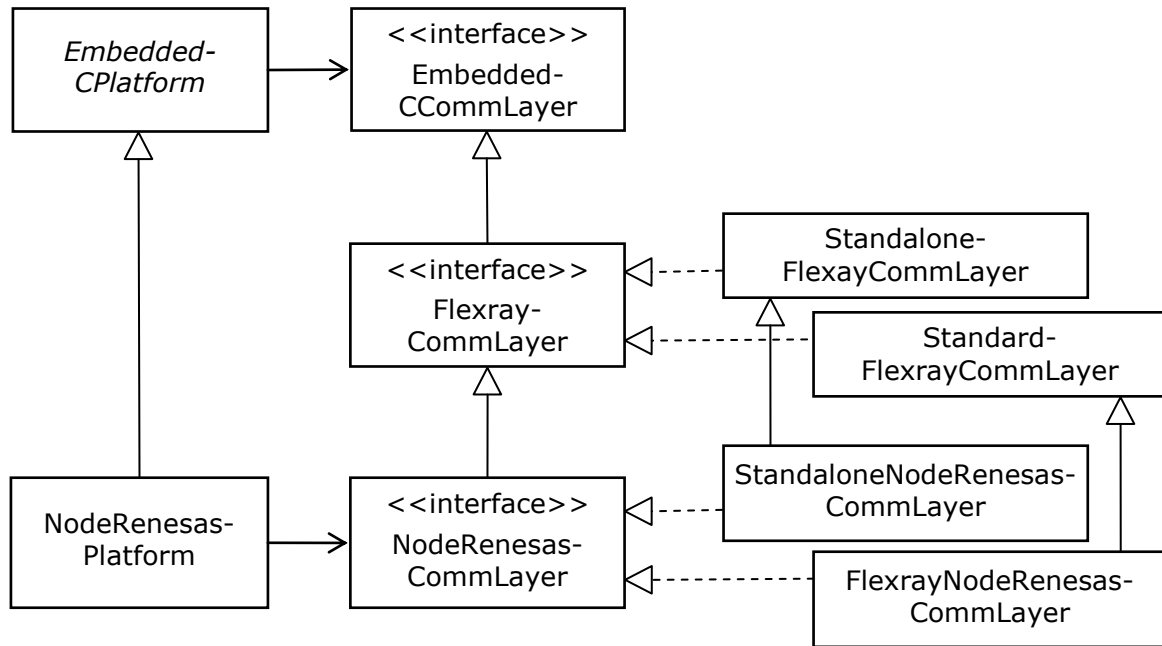 Embedded-
CPlatform
<<interface>>
Embedded-
CCommLayer
<<interface>>
Flexray-
CommLayer
Standalone-
FlexayCommLayer
Standard-
FlexrayCommLayer
NodeRenesas-
Platform
<<interface>>
NodeRenesas-
CommLayer
StandaloneNodeRenesas-
CommLayer
FlexrayNodeRenesas-
CommLayer